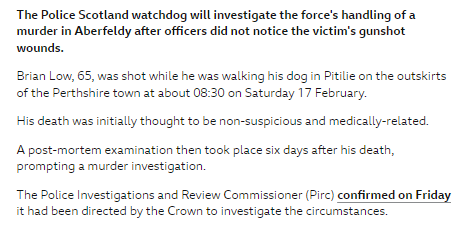 The Police Scotland watchdog will investigate the force's handling of a
murder in Aberfeldy after officers did not notice the victim's gunshot
wounds.
Brian Low, 65, was shot while he was walking his dog in Pitilie on the outskirts
of the Perthshire town at about 08:30 on Saturday 17 February.
His death was initially thought to be non-suspicious and medically-related.
A post-mortem examination then took place six days after his death,
prompting a murder investigation.
The Police Investigations and Review Commissioner (Pirc) confirmed on Friday
it had been directed by the Crown to investigate the circumstances.